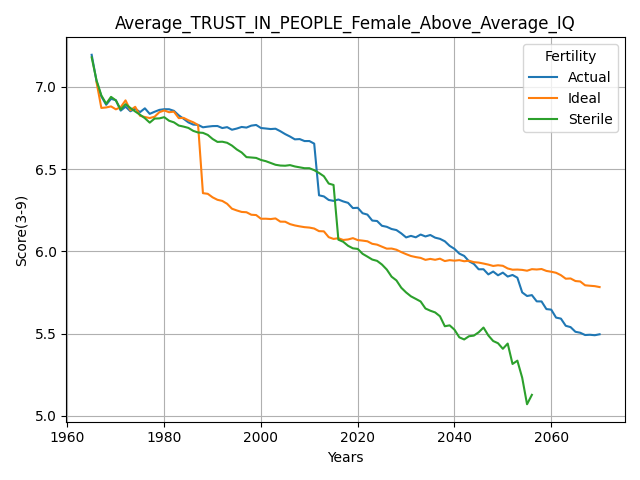 Average_TRUST_IN_PEOPLE_Female_Above_Average_IQ
Fertility
Actual
Ideal
Sterile
Score(3-9)
7.0
6.5
6.0
5.5
5.0
1960 1980 2000 2020 2040 2060
Years